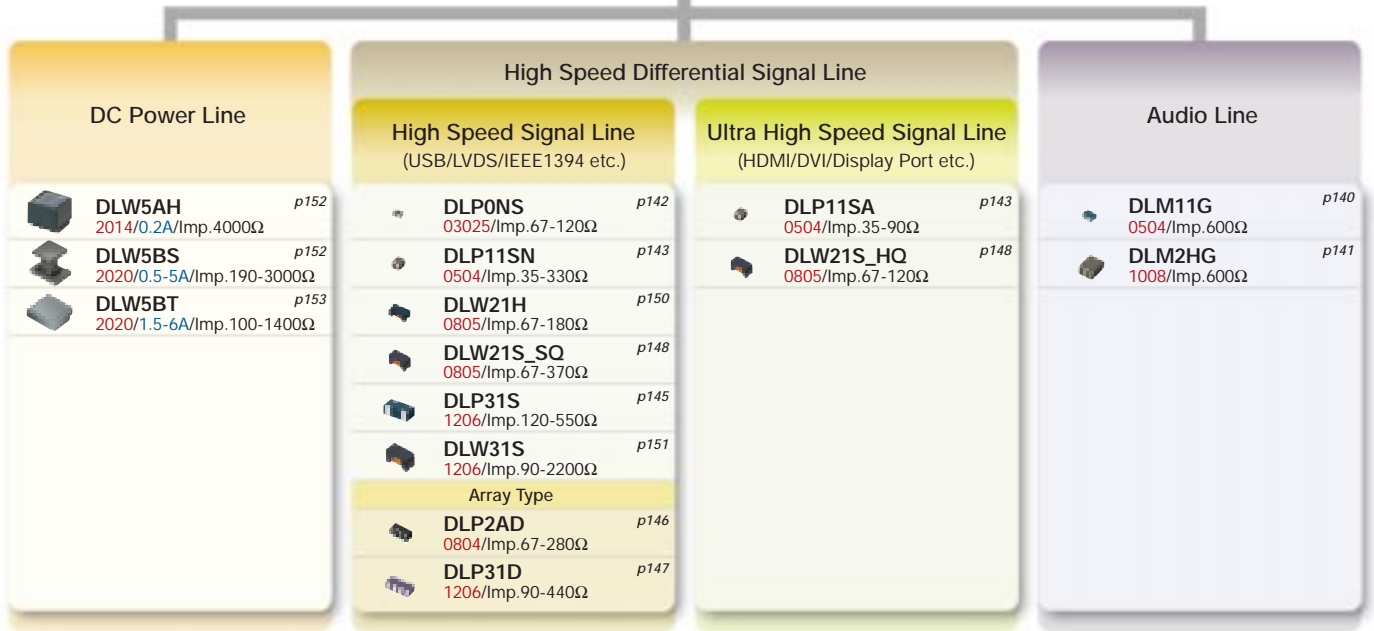 DC Power Line
DLW5AH p152
2014/0.2A/Imp.4000Ω
DLW5BS p152
2020/0.5-5A/Imp.190-3000Ω
DLW5BT p153
2020/1.5-6A/Imp.100-1400Ω
High Speed Differential Signal Line
High Speed Signal Line
(USB/LVDS/IEEE1394 etc.)
DLP0NS p142
03025/Imp.67-120Ω
DLP11SN p143
0504/Imp.35-330Ω
DLW21H p150
0805/Imp.67-180Ω
DLW21S_SQ p148
0805/Imp.67-370Ω
DLP31S p145
1206/Imp.120-550Ω
DLW31S p151
1206/Imp.90-2200Ω
Array Type
DLP2AD p146
0804/Imp.67-280Ω
DLP31D p147
1206/Imp.90-440Ω
Ultra High Speed Signal Line
(HDMI/DVI/Display Port etc.)
DLP11SA p143
0504/Imp.35-90Ω
DLW21S_HQ p148
0805/Imp.67-120Ω
Audio Line
DLM11G p140
0504/Imp.600Ω
DLM2HG p141
1008/Imp.600Ω